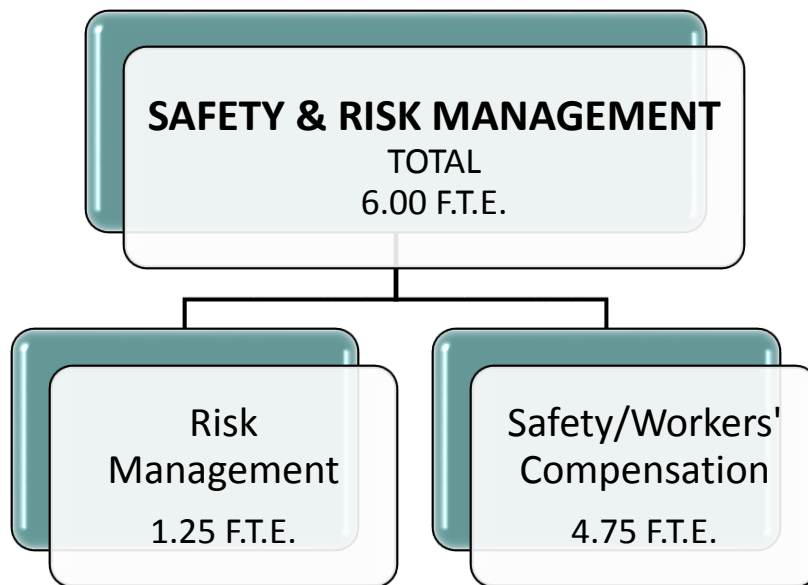 SAFETY & RISK MANAGEMENT
TOTAL
6.00 F.T.E.
Risk
Management
1.25 F.T.E.
Safety/Workers'
Compensation
4.75 F.T.E.